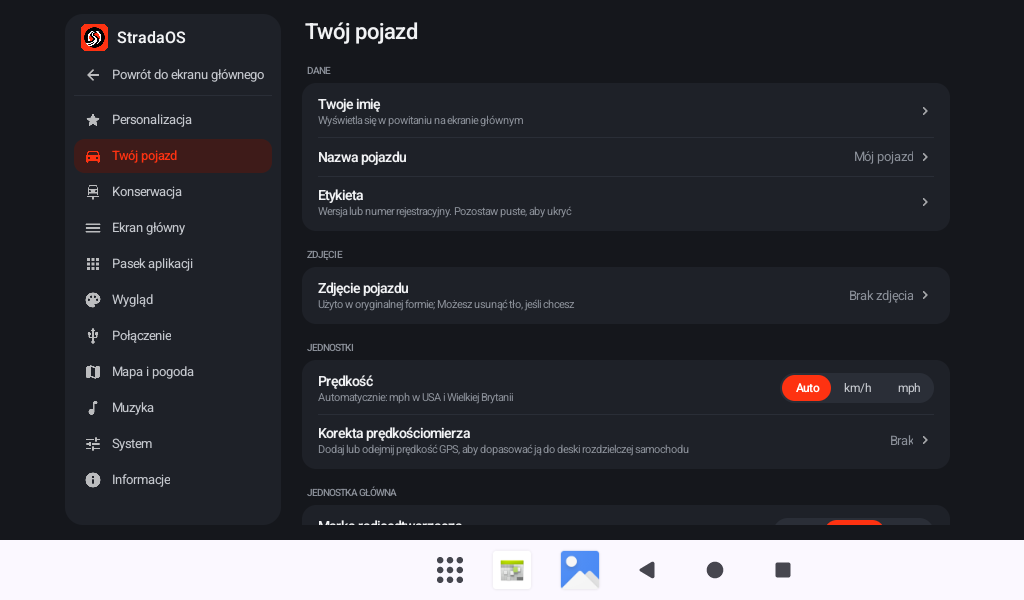 StradaOS
Powrót do ekranu głównego
Personalizacja
Twój pojazd
Konserwacja
Ekran główny
Pasek aplikacji
Wygląd
Połączenie
Mapa i pogoda
Muzyka
System
Informacje
Twój pojazd
DANE
Twoje imię
Wyświetla się w powitaniu na ekranie głównym
Nazwa pojazdu
Mój pojazd
Etykieta
Wersja lub numer rejestracyjny. Pozostaw puste, aby ukryć
ZDJĘCIE
Zdjęcie pojazdu
Użyto w oryginalnej formie; Możesz usunąć tło, jeśli chcesz
Brak zdjęcia
JEDNOSTKI
Prędkość
Automatycznie: mph w USA i Wielkiej Brytanii
Auto km/h mph
Korekta prędkościomierza
Dodaj lub odejmij prędkość GPS, aby dopasować ją do deski rozdzielczej samochodu
Brak
JEDNOSTKA GŁÓWNA